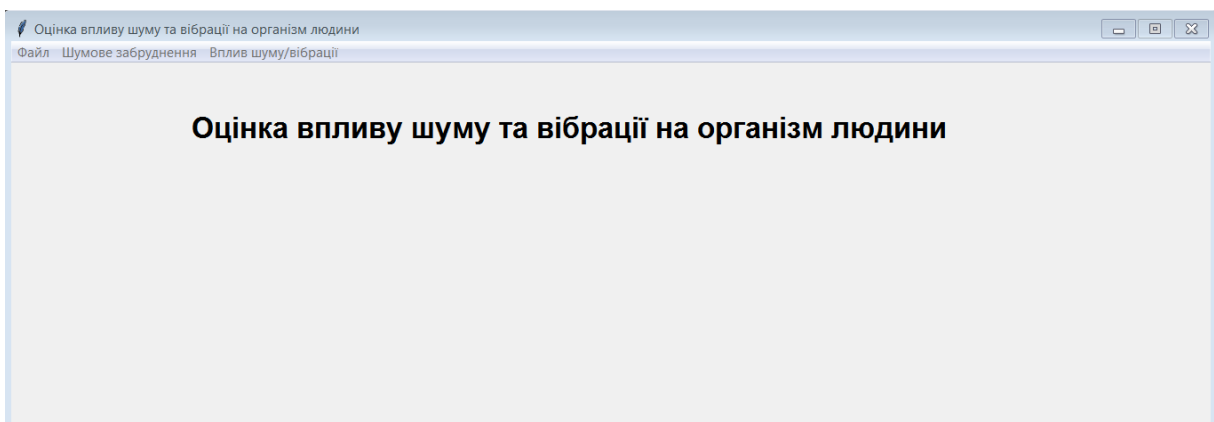 Оцінка впливу шуму та вібрації на організм людини
Файл Шумове забруднення Вплив шуму/вібрації
Оцінка впливу шуму та вібрації на організм людини